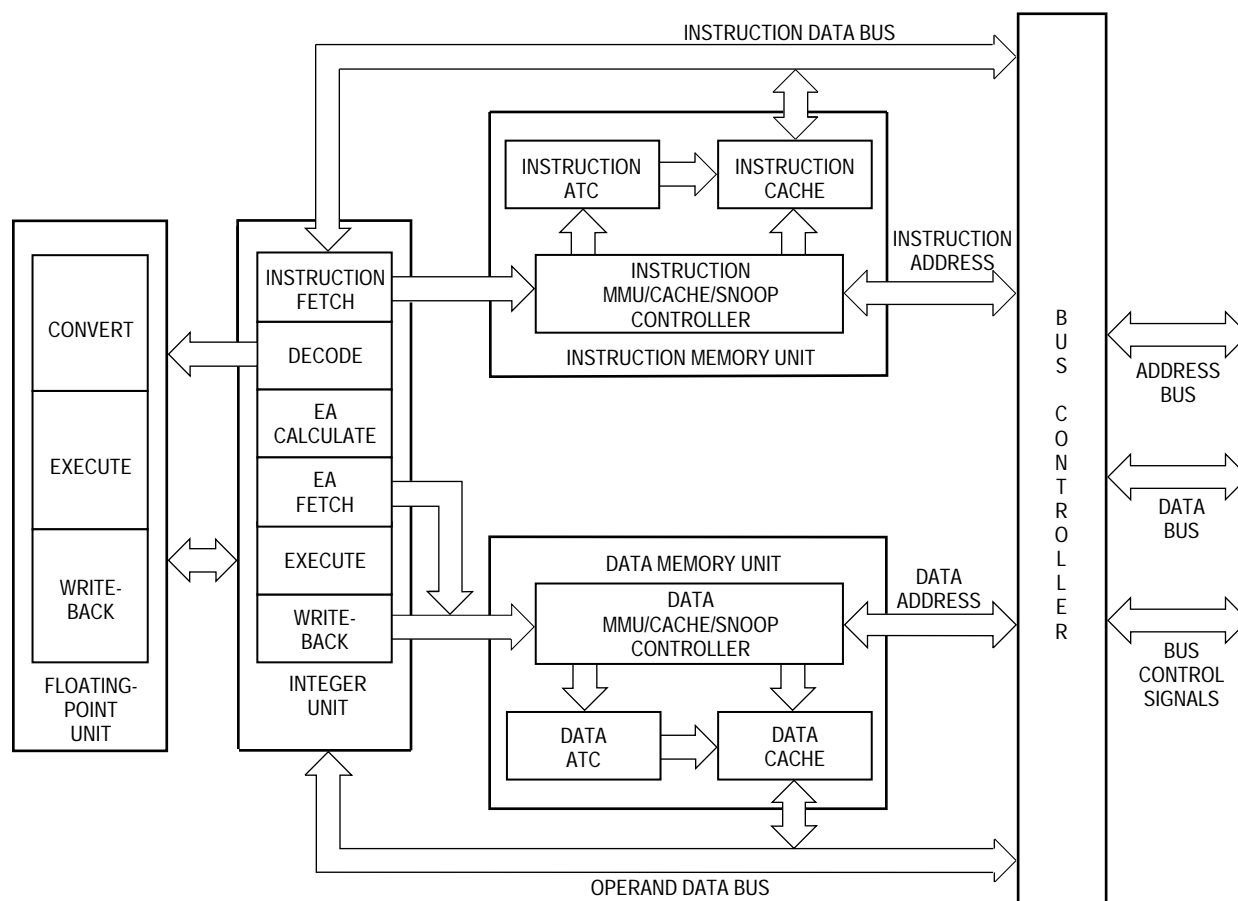 INSTRUCTION DATA BUS
INSTRUCTION
ATC
INSTRUCTION
CACHE
INSTRUCTION
MMU/CACHE/SNOOP
CONTROLLER
INSTRUCTION MEMORY UNIT
INSTRUCTION
ADDRESS
CONVERT
EXECUTE
WRITE-
BACK
FLOATING-
POINT
UNIT
INSTRUCTION
FETCH
DECODE
EA
CALCULATE
EA
FETCH
EXECUTE
WRITE-
BACK
INTEGER
UNIT
DATA MEMORY UNIT
DATA
MMU/CACHE/SNOOP
CONTROLLER
DATA
ATC
DATA
CACHE
DATA
ADDRESS
OPERAND DATA BUS
BUS CONTROLLER
ADDRESS
BUS
DATA
BUS
BUS
CONTROL
SIGNALS